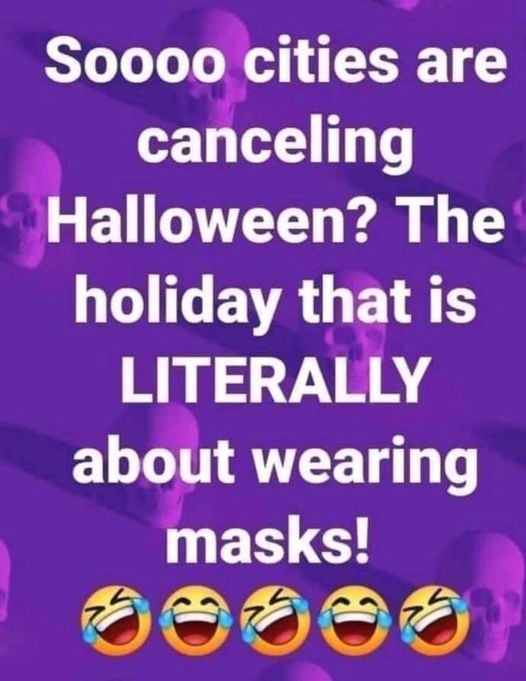 Soooo cities are
canceling
Halloween? The
holiday that is
LITERALLY
about wearing
masks!
🤣😂🤣😂🤣